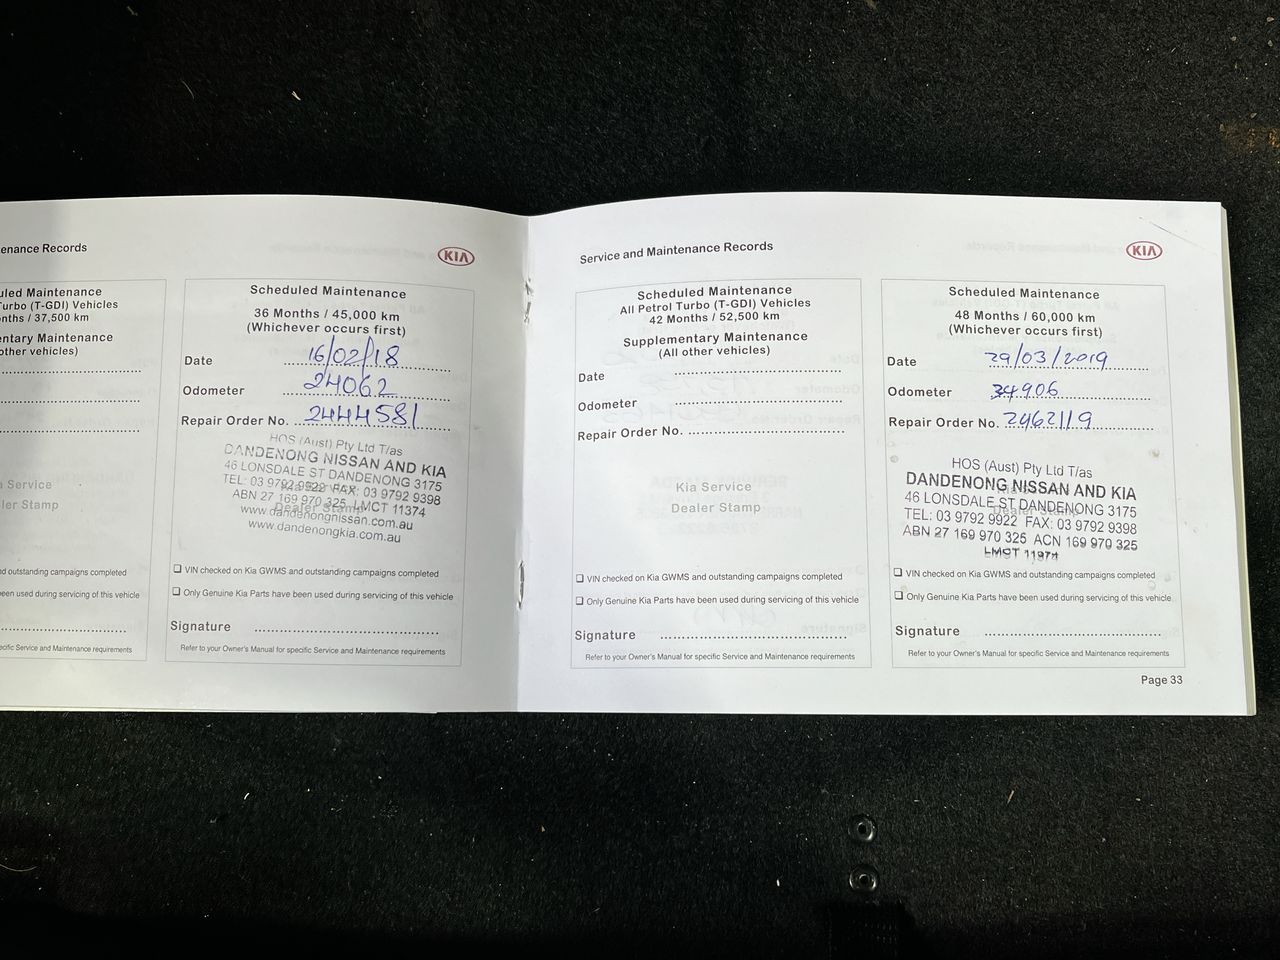 enance Records
uled Maintenance
Turbo (T-GDI) Vehicles
nths / 37,500 km
entary Maintenance
other vehicles)
a Service
ler Stamp
nd outstanding campaigns completed
een used during servicing of this vehicle
ecific Service and Maintenance requirements
KIA
Scheduled Maintenance
36 Months / 45,000 km
(Whichever occurs first)
Date 16/02/18
Odometer 24062
Repair Order No. 2444581
HOS (Aust) Pty Ltd T/as
DANDENONG NISSAN AND KIA
46 LONSDALE ST DANDENONG 3175
TEL: 03 9792 9922 FAX: 03 9792 9398
ABN 27 169 970 325 LMCT 11374
Dealer Stamp
www.dandenongnissan.com.au
www.dandenongkia.com.au
❑ VIN checked on Kia GWMS and outstanding campaigns completed
❑ Only Genuine Kia Parts have been used during servicing of this vehicle
Signature
Refer to your Owner's Manual for specific Service and Maintenance requirements
Service and Maintenance Records
Scheduled Maintenance
All Petrol Turbo (T-GDI) Vehicles
42 Months / 52,500 km
Supplementary Maintenance
(All other vehicles)
Date
Odometer
Repair Order No.
Kia Service
Dealer Stamp
❑ VIN checked on Kia GWMS and outstanding campaigns completed
❑ Only Genuine Kia Parts have been used during servicing of this vehicle
Signature
Refer to your Owner's Manual for specific Service and Maintenance requirements
KIA
Scheduled Maintenance
48 Months / 60,000 km
(Whichever occurs first)
Date 29/03/2019
Odometer 34906
Repair Order No. 2462119
HOS (Aust) Pty Ltd T/as
DANDENONG NISSAN AND KIA
46 LONSDALE ST DANDENONG 3175
TEL: 03 9792 9922 FAX: 03 9792 9398
ABN 27 169 970 325 ACN 169 970 325
LMCT 11374
❑ VIN checked on Kia GWMS and outstanding campaigns completed
❑ Only Genuine Kia Parts have been used during servicing of this vehicle
Signature
Refer to your Owner's Manual for specific Service and Maintenance requirements
Page 33